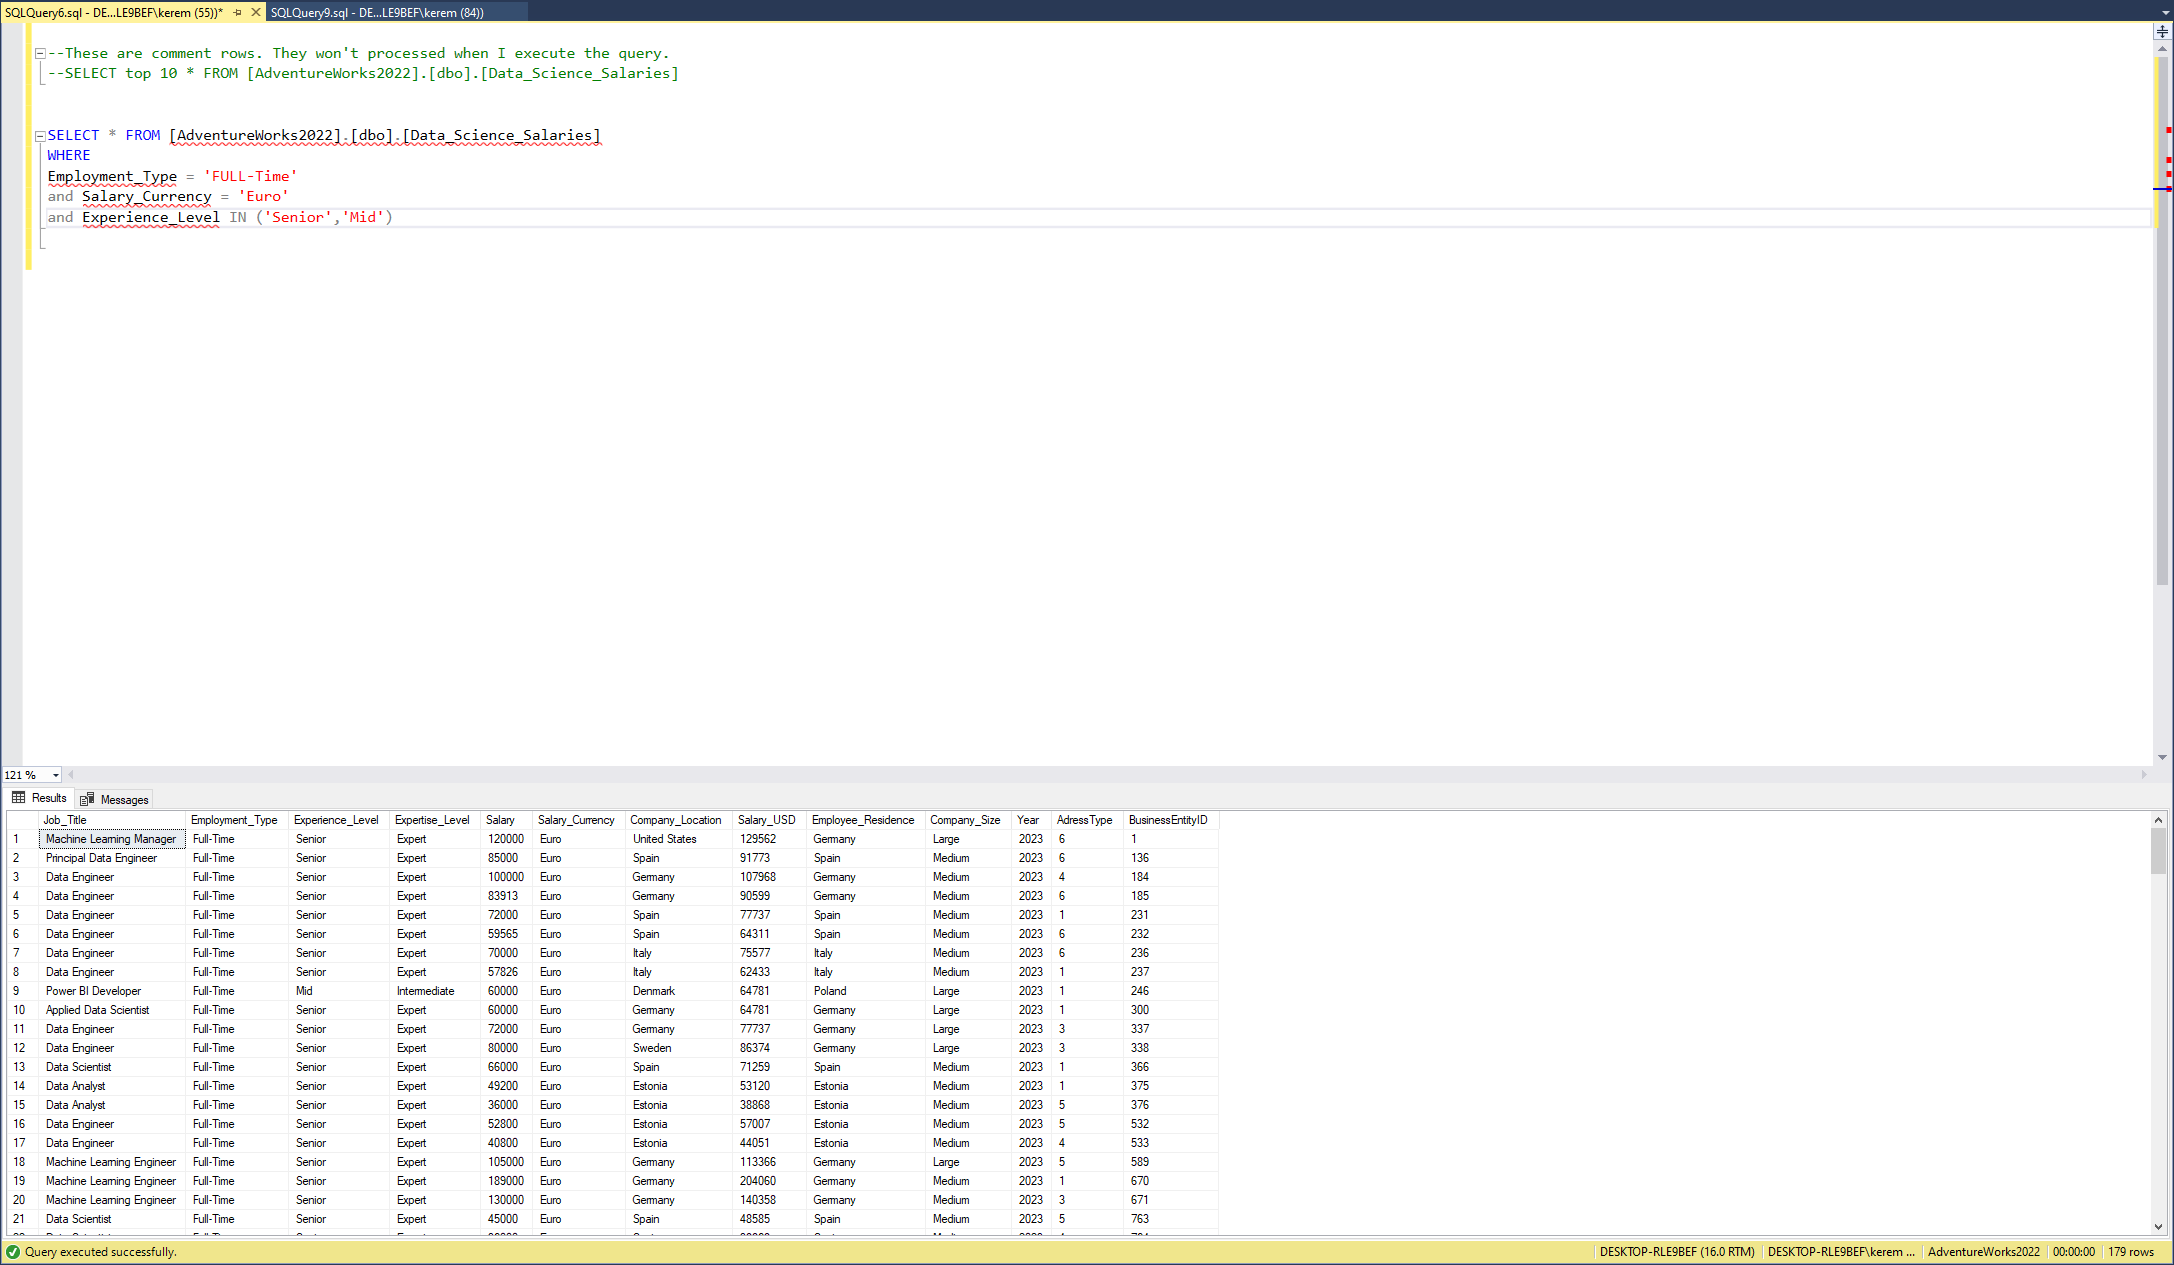 SQLQuery6.sql - DE...LE9BEF\kerem (55))* SQLQuery9.sql - DE...LE9BEF\kerem (84))
--These are comment rows. They won't processed when I execute the query.
--SELECT top 10 * FROM [AdventureWorks2022].[dbo].[Data_Science_Salaries]
SELECT * FROM [AdventureWorks2022].[dbo].[Data_Science_Salaries]
WHERE
Employment_Type = 'FULL-Time'
and Salary_Currency = 'Euro'
and Experience_Level IN ('Senior','Mid')
121 %
Results Messages
Job_Title Employment_Type Experience_Level Expertise_Level Salary Salary_Currency Company_Location Salary_USD Employee_Residence Company_Size Year AdressType BusinessEntityID
1 Machine Learning Manager Full-Time Senior Expert 120000 Euro United States 129562 Germany Large 2023 6 1
2 Principal Data Engineer Full-Time Senior Expert 85000 Euro Spain 91773 Spain Medium 2023 6 136
3 Data Engineer Full-Time Senior Expert 100000 Euro Germany 107968 Germany Medium 2023 4 184
4 Data Engineer Full-Time Senior Expert 83913 Euro Germany 90599 Germany Medium 2023 6 185
5 Data Engineer Full-Time Senior Expert 72000 Euro Spain 77737 Spain Medium 2023 1 231
6 Data Engineer Full-Time Senior Expert 59565 Euro Spain 64311 Spain Medium 2023 6 232
7 Data Engineer Full-Time Senior Expert 70000 Euro Italy 75577 Italy Medium 2023 6 236
8 Data Engineer Full-Time Senior Expert 57826 Euro Italy 62433 Italy Medium 2023 1 237
9 Power BI Developer Full-Time Mid Intermediate 60000 Euro Denmark 64781 Poland Large 2023 1 246
10 Applied Data Scientist Full-Time Senior Expert 60000 Euro Germany 64781 Germany Large 2023 1 300
11 Data Engineer Full-Time Senior Expert 72000 Euro Germany 77737 Germany Large 2023 3 337
12 Data Engineer Full-Time Senior Expert 80000 Euro Sweden 86374 Germany Large 2023 3 338
13 Data Scientist Full-Time Senior Expert 66000 Euro Spain 71259 Spain Medium 2023 1 366
14 Data Analyst Full-Time Senior Expert 49200 Euro Estonia 53120 Estonia Medium 2023 1 375
15 Data Analyst Full-Time Senior Expert 36000 Euro Estonia 38868 Estonia Medium 2023 5 376
16 Data Engineer Full-Time Senior Expert 52800 Euro Estonia 57007 Estonia Medium 2023 5 532
17 Data Engineer Full-Time Senior Expert 40800 Euro Estonia 44051 Estonia Medium 2023 4 533
18 Machine Learning Engineer Full-Time Senior Expert 105000 Euro Germany 113366 Germany Large 2023 5 589
19 Machine Learning Engineer Full-Time Senior Expert 189000 Euro Germany 204060 Germany Medium 2023 1 670
20 Machine Learning Engineer Full-Time Senior Expert 130000 Euro Germany 140358 Germany Medium 2023 3 671
21 Data Scientist Full-Time Senior Expert 45000 Euro Spain 48585 Spain Medium 2023 5 763
Query executed successfully. DESKTOP-RLE9BEF (16.0 RTM) DESKTOP-RLE9BEF\kerem ... AdventureWorks2022 00:00:00 179 rows